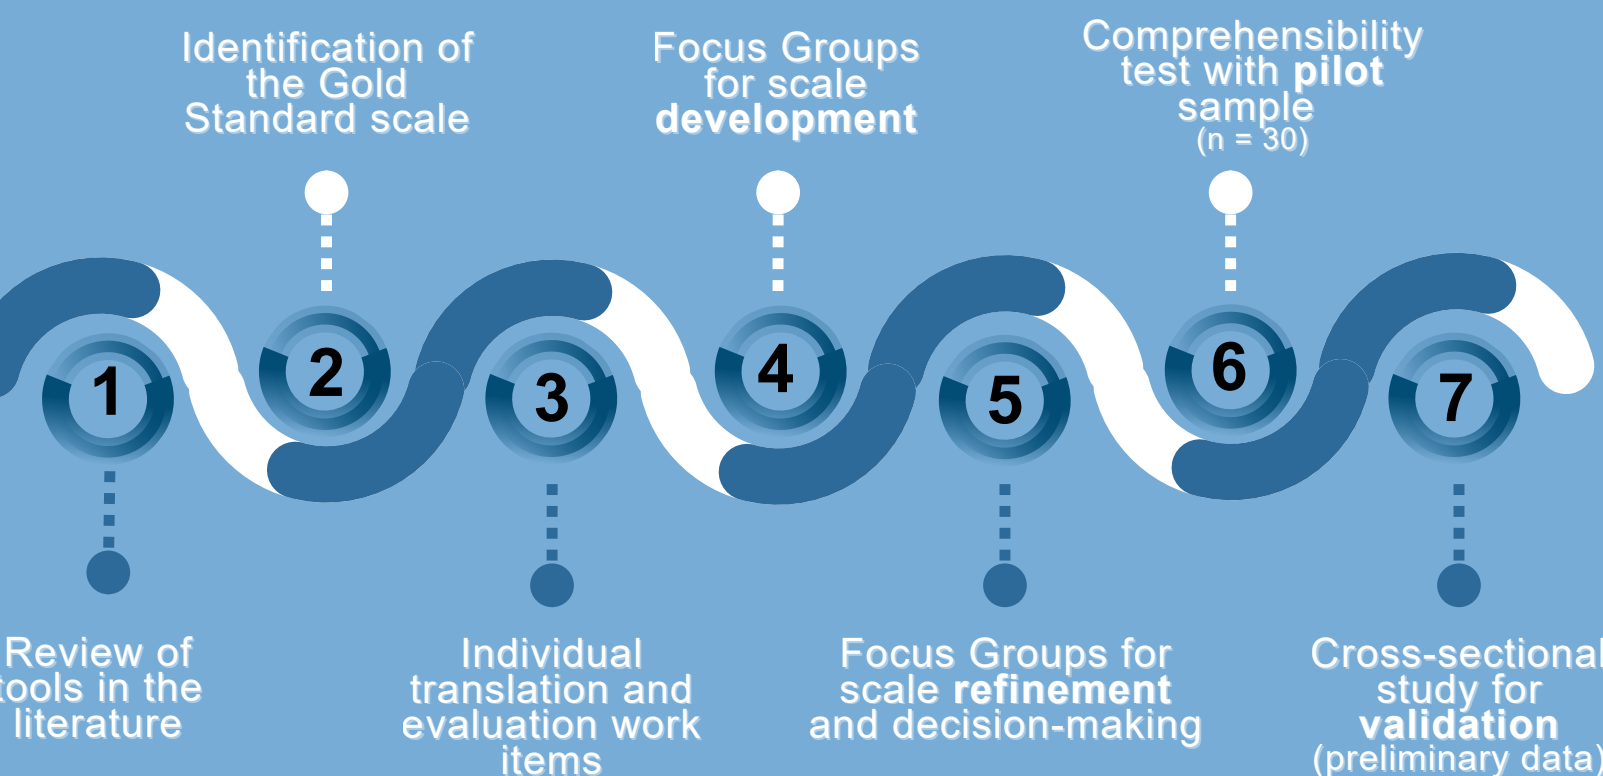 Identification of
the Gold
Standard scale
Focus Groups
for scale
development
Comprehensibility
test with pilot
sample
(n = 30)
1
2
3
4
5
6
7
Review of
tools in the
literature
Individual
translation and
evaluation work
items
Focus Groups for
scale refinement
and decision-making
Cross-sectional
study for
validation
(preliminary data)